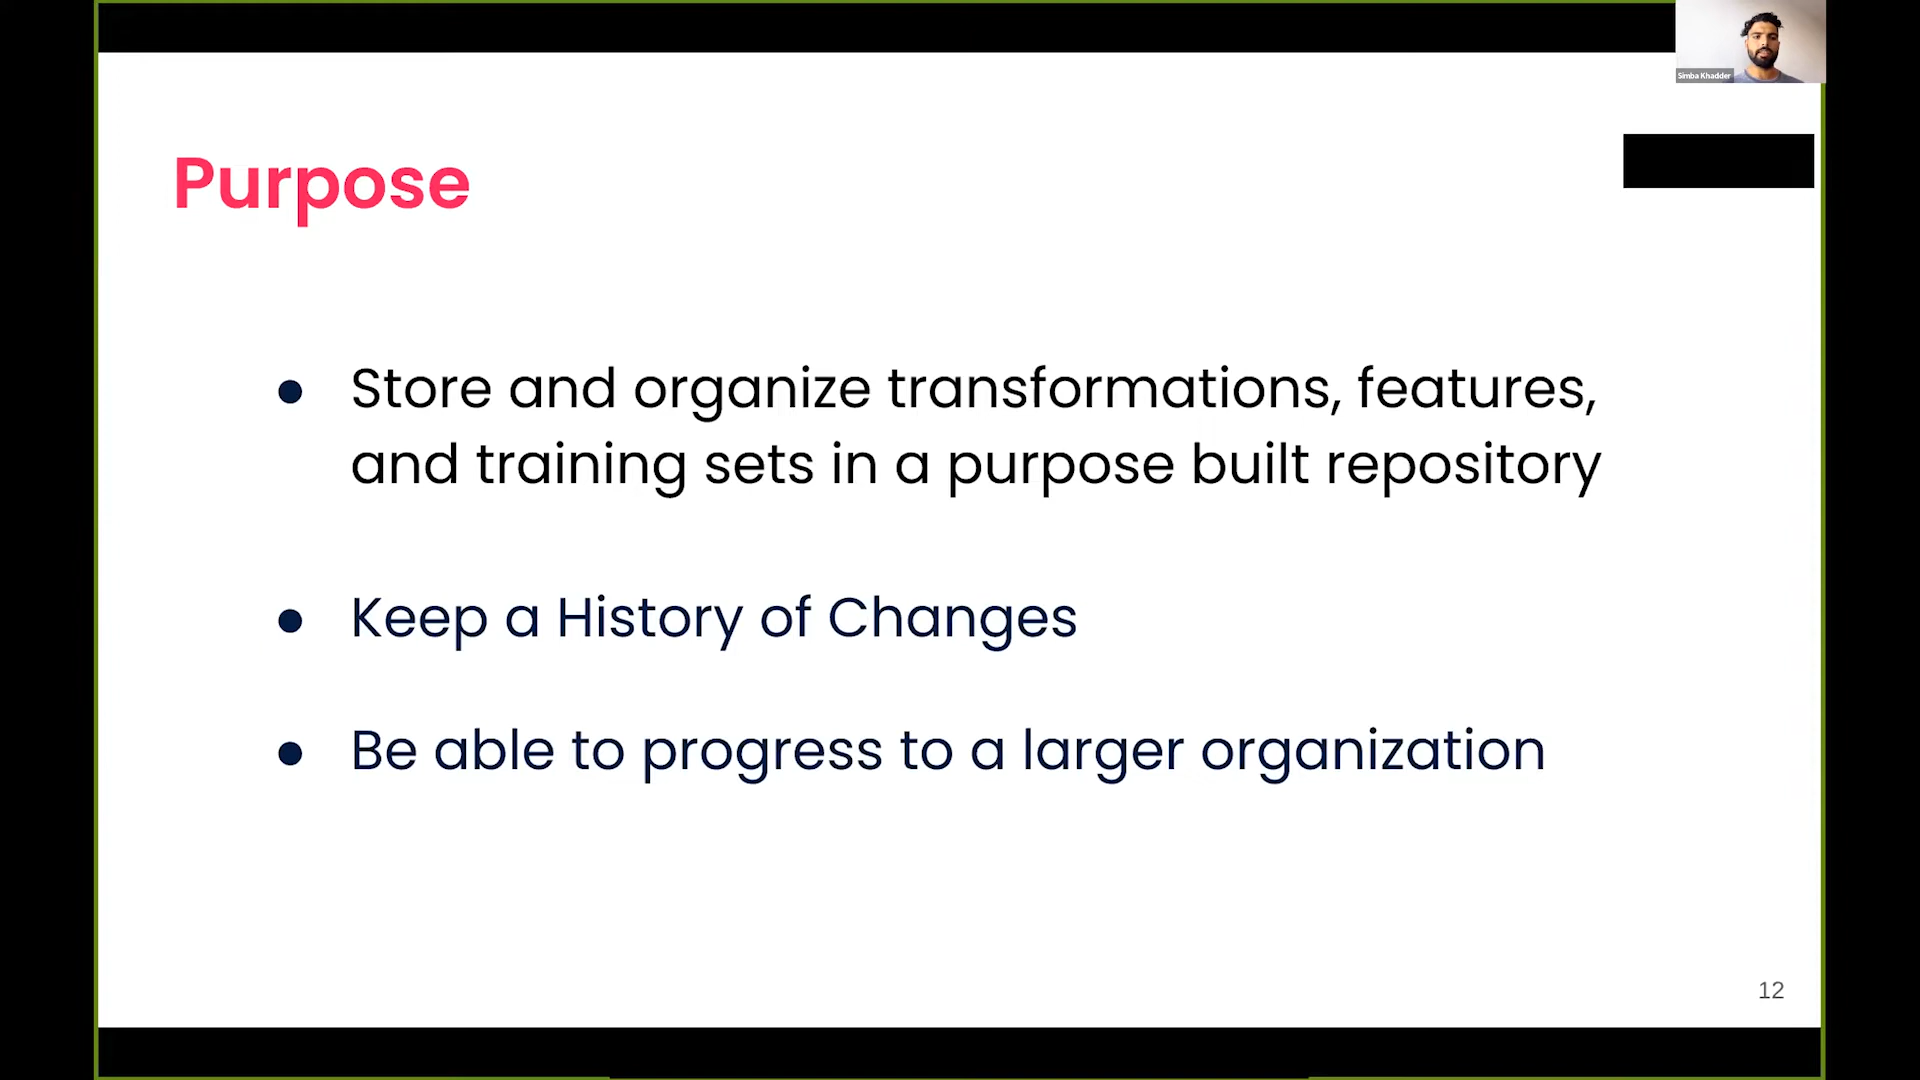 Simba Khadder
Purpose
● Store and organize transformations, features,
and training sets in a purpose built repository
● Keep a History of Changes
● Be able to progress to a larger organization
12